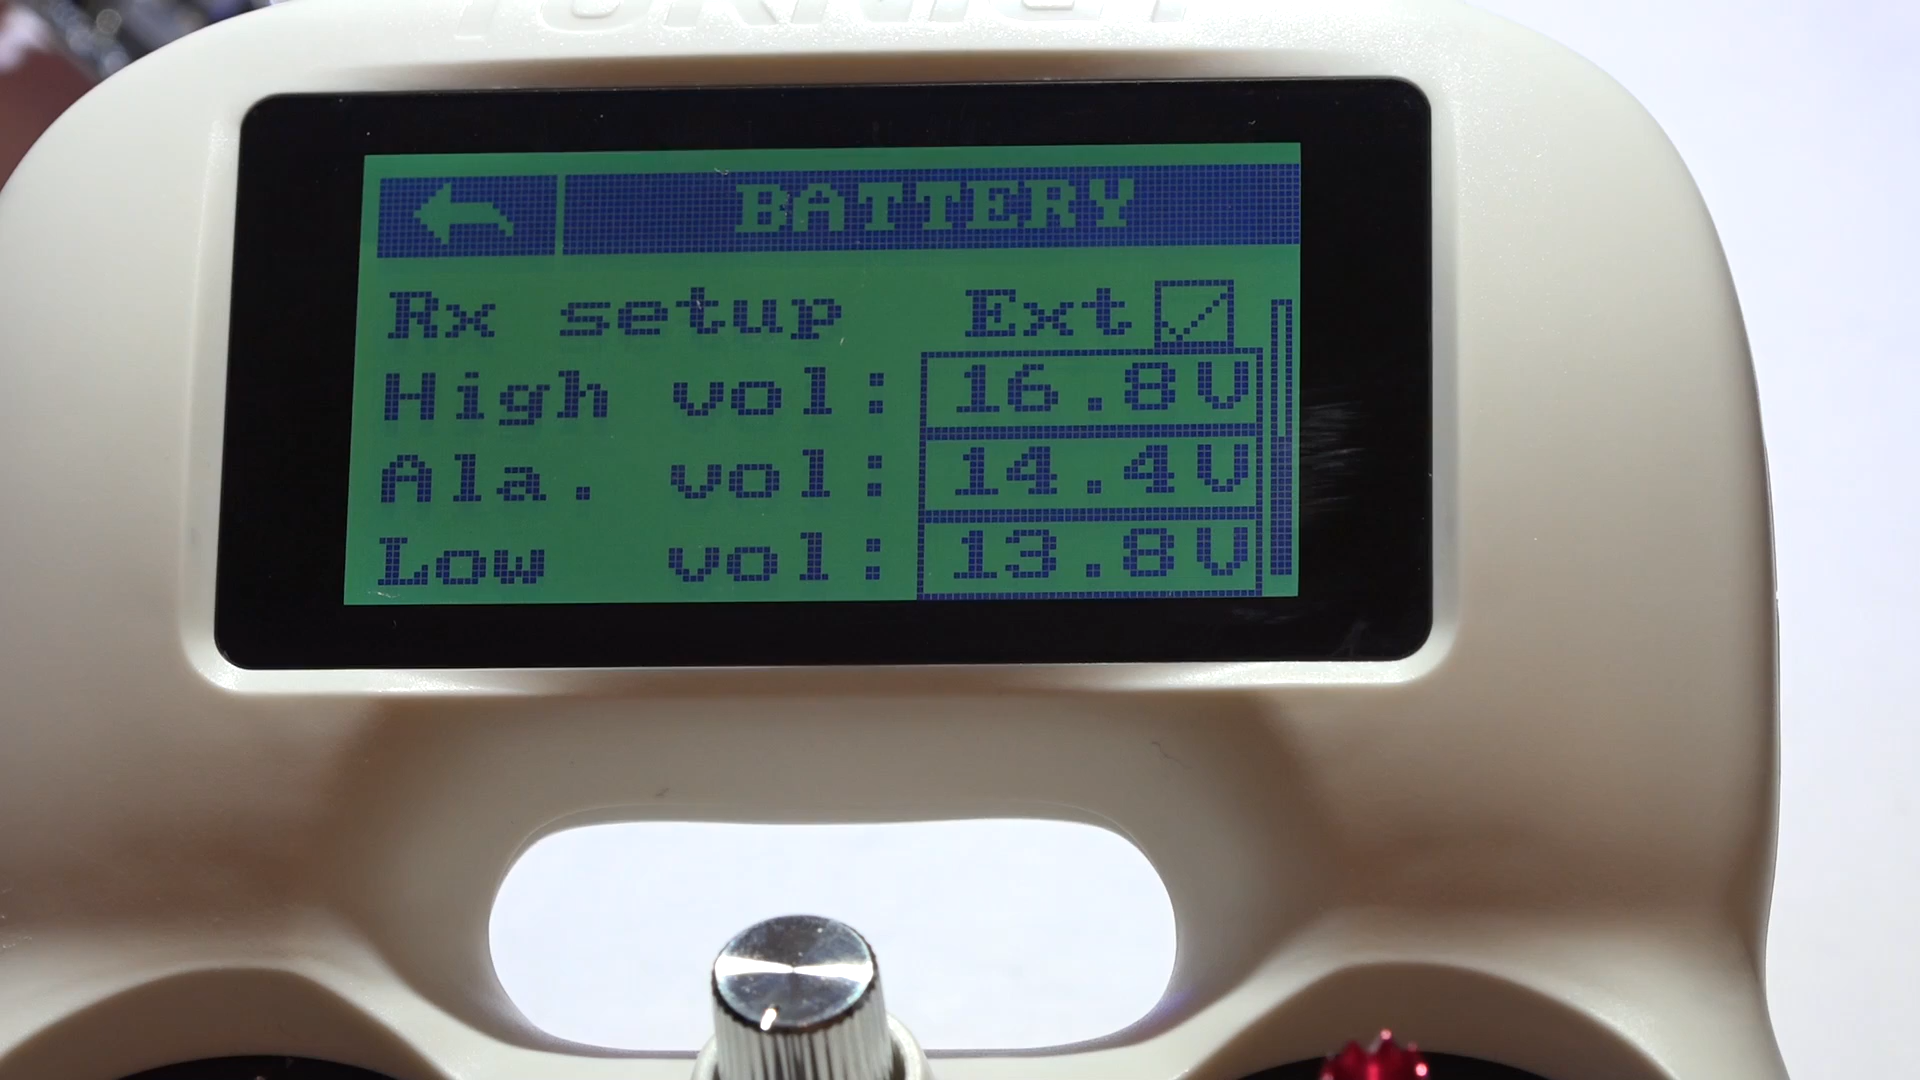 BATTERY
Rx setup Ext
High vol: 16.8V
Ala. vol: 14.4V
Low vol: 13.8V